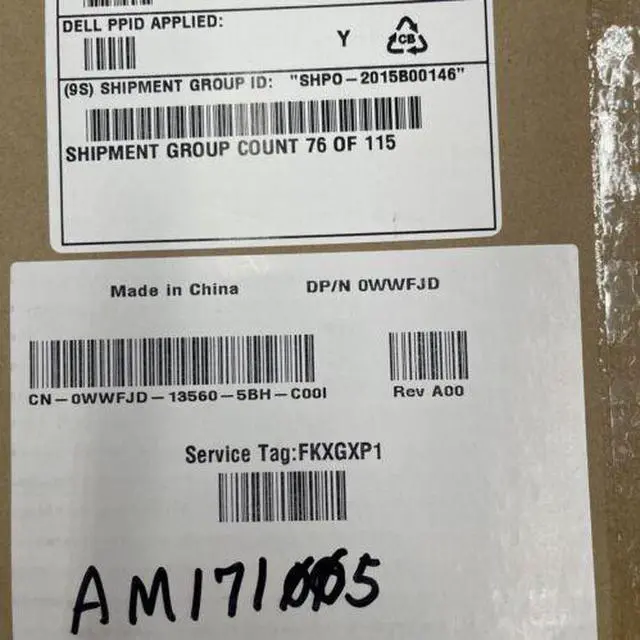 DELL PPID APPLIED:
Y
CB
(9S) SHIPMENT GROUP ID: "SHPO-2015B00146"
SHIPMENT GROUP COUNT 76 OF 115
Made in China DP/N 0WWFJD
CN-0WWFJD-13560-5BH-C00I Rev A00
Service Tag:FKXGXP1
AM171005